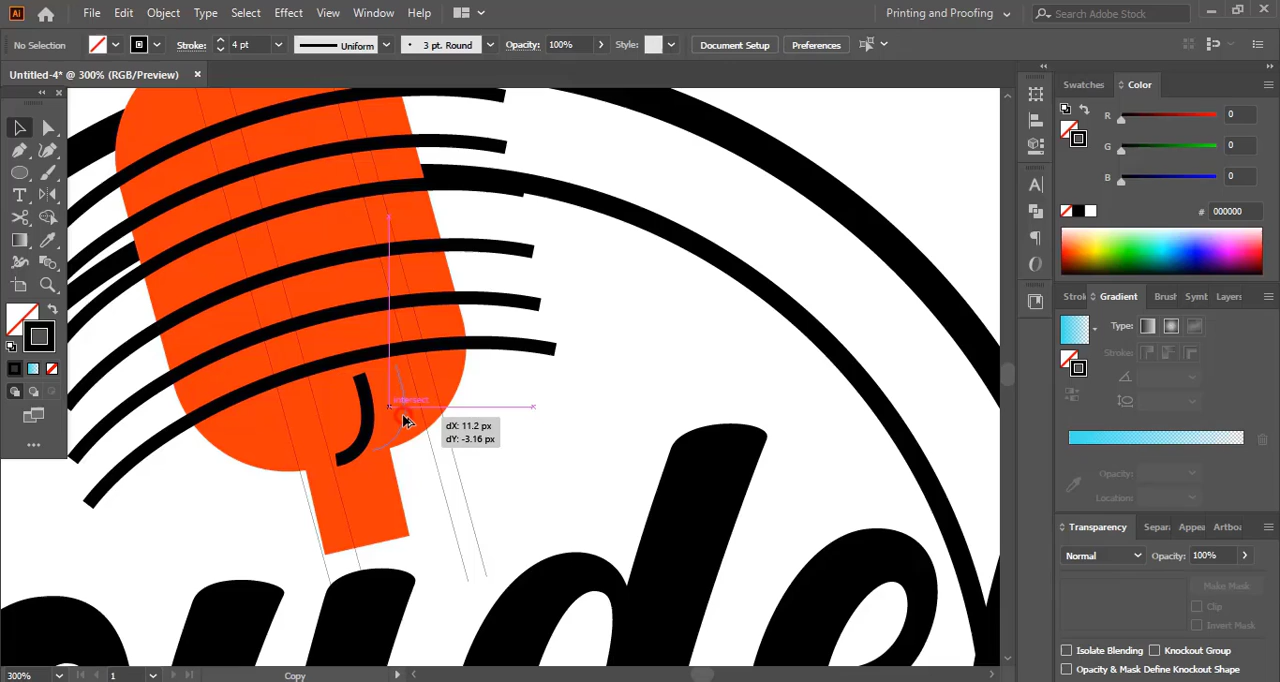 Ai File Edit Object Type Select Effect View Window Help Printing and Proofing Search Adobe Stock
No Selection Stroke: 4 pt Uniform 3 pt. Round Opacity: 100% Style: Document Setup Preferences
Untitled-4* @ 300% (RGB/Preview)
Swatches Color
R 0
G 0
B 0
# 000000
Strok Gradient Brush Symb Layers
Type:
Strokes:
Opacity:
Location:
Transparency Separ Appea Artboa
Normal Opacity: 100%
Make Mask
Clip
Invert Mask
Isolate Blending Knockout Group
Opacity & Mask Define Knockout Shape
intersect
dX: 11.2 px
dY: -3.16 px
oude
300% 1 Copy